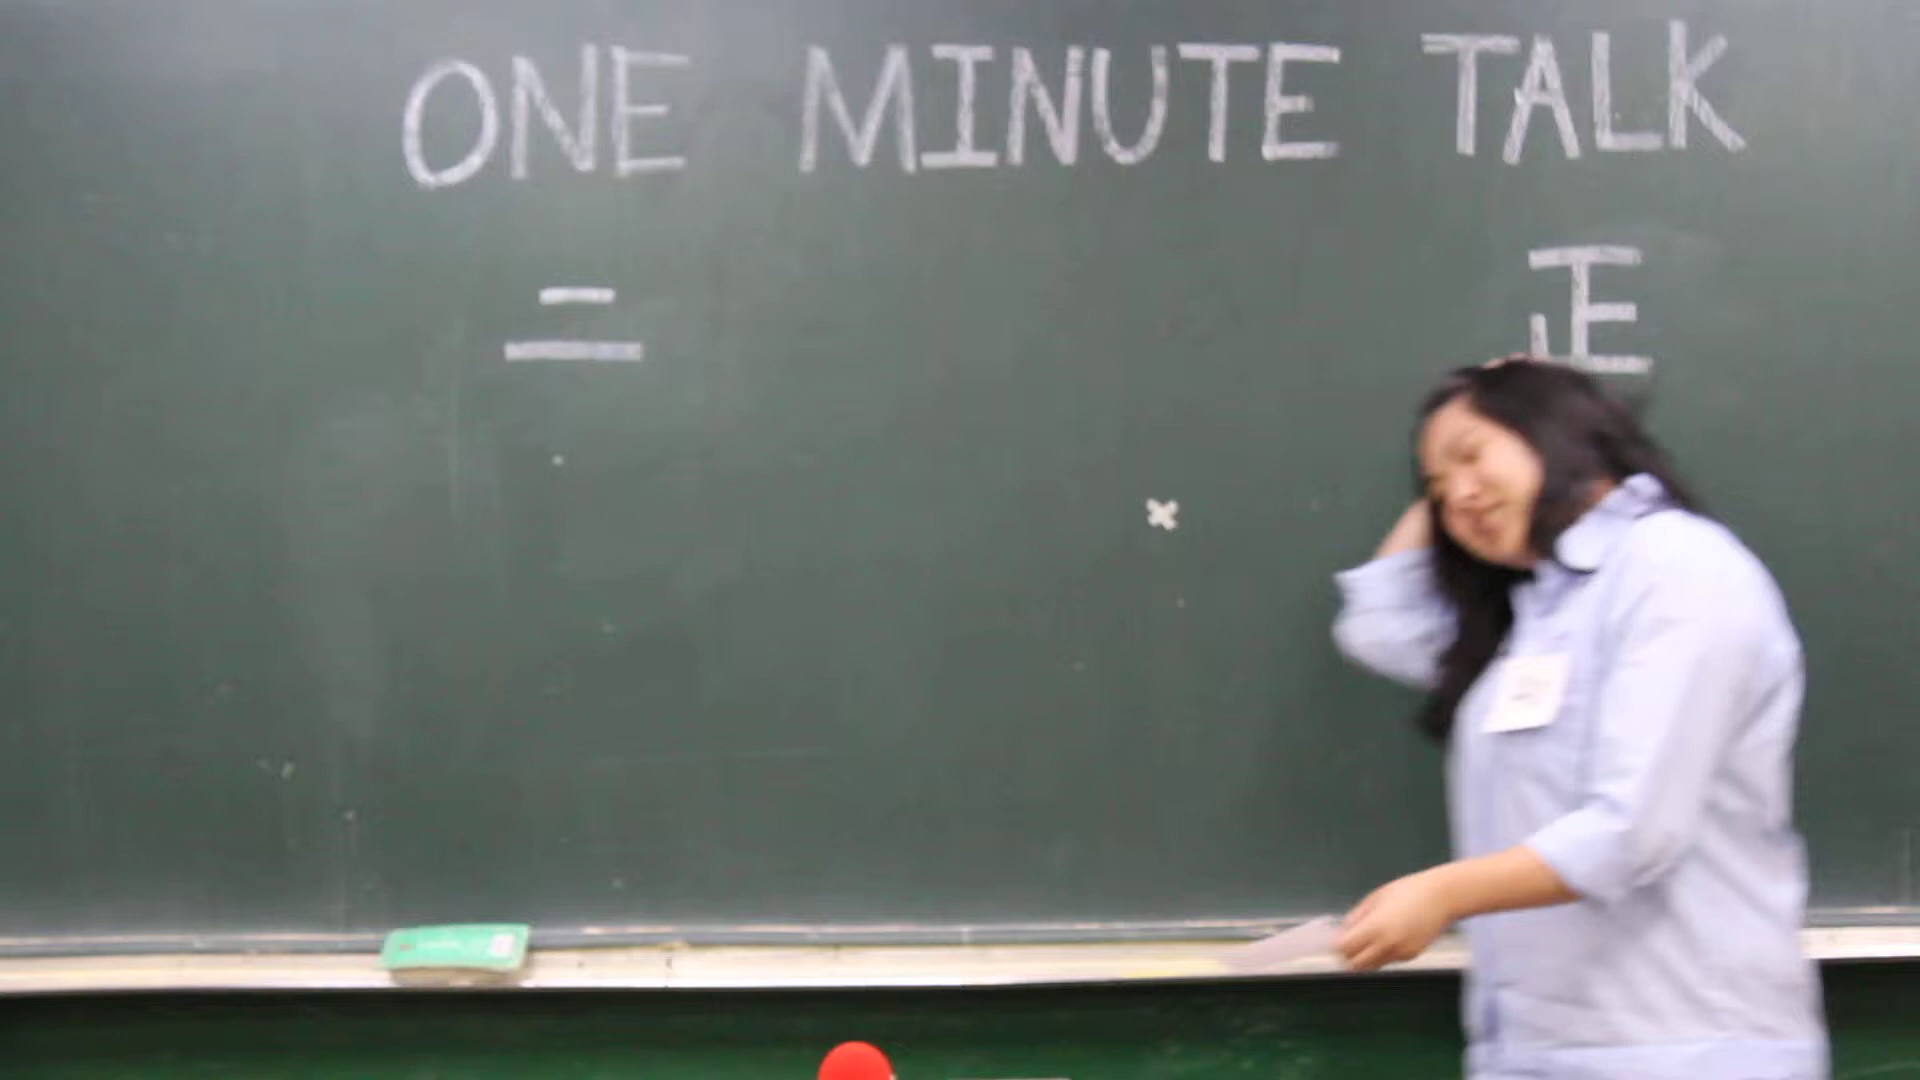 ONE MINUTE TALK
二 正